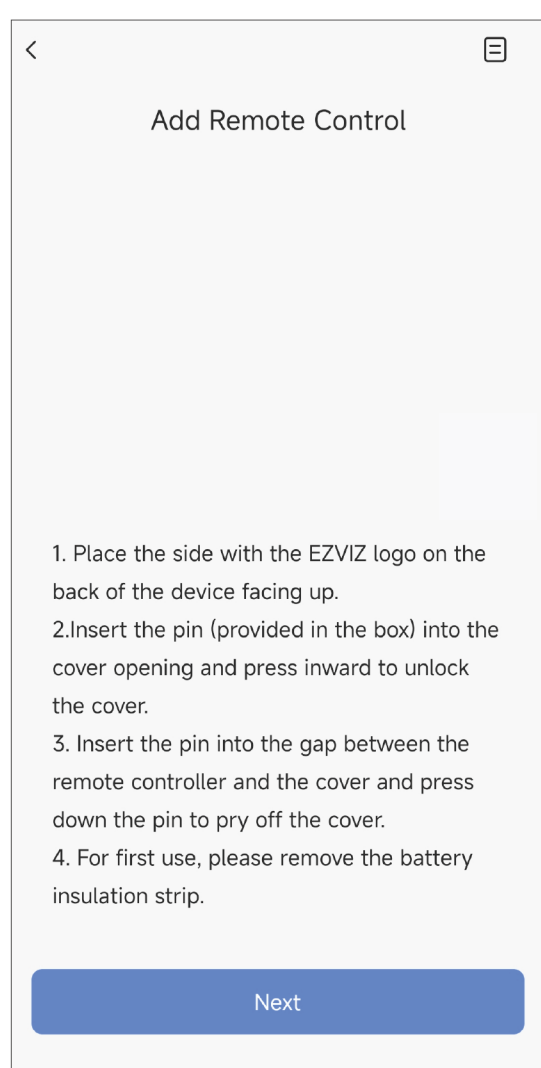 Add Remote Control
1. Place the side with the EZVIZ logo on the
back of the device facing up.
2.Insert the pin (provided in the box) into the
cover opening and press inward to unlock
the cover.
3. Insert the pin into the gap between the
remote controller and the cover and press
down the pin to pry off the cover.
4. For first use, please remove the battery
insulation strip.
Next